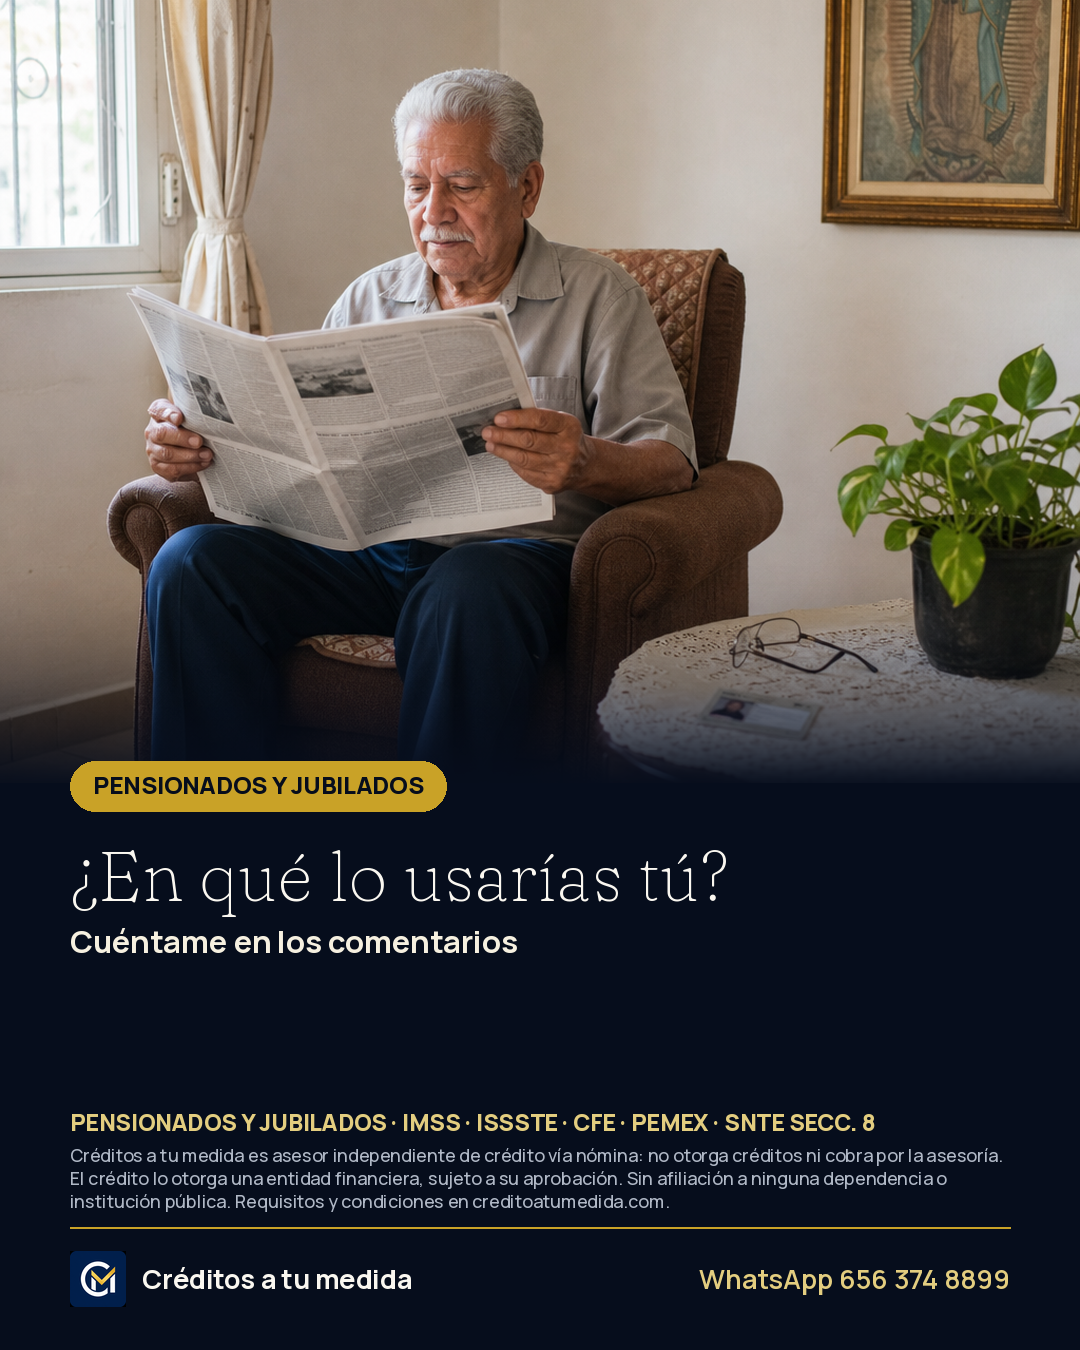 PENSIONADOS Y JUBILADOS
¿En qué lo usarías tú?
Cuéntame en los comentarios
PENSIONADOS Y JUBILADOS · IMSS · ISSSTE · CFE · PEMEX · SNTE SECC. 8
Créditos a tu medida es asesor independiente de crédito vía nómina: no otorga créditos ni cobra por la asesoría.
El crédito lo otorga una entidad financiera, sujeto a su aprobación. Sin afiliación a ninguna dependencia o
institución pública. Requisitos y condiciones en creditoatumedida.com.
Créditos a tu medida
WhatsApp 656 374 8899